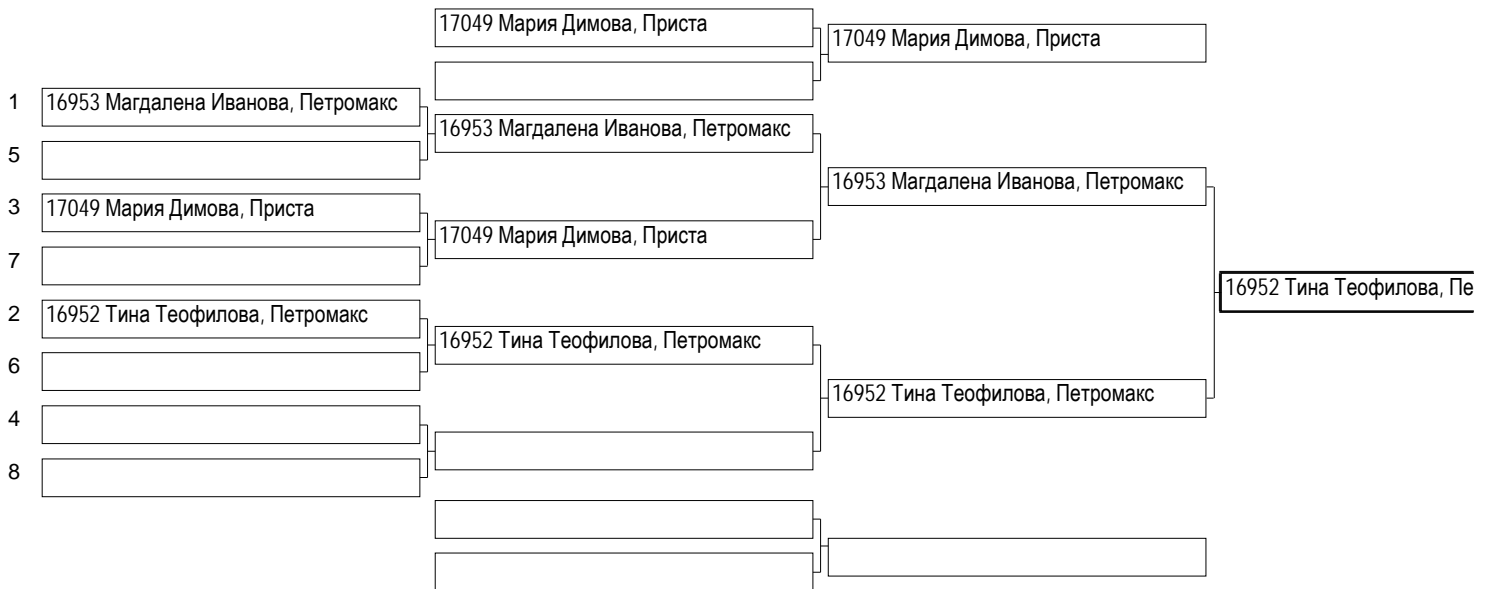 17049 Мария Димова, Приста
17049 Мария Димова, Приста
1 16953 Магдалена Иванова, Петромакс
16953 Магдалена Иванова, Петромакс
5
16953 Магдалена Иванова, Петромакс
3 17049 Мария Димова, Приста
17049 Мария Димова, Приста
7
16952 Тина Теофилова, Пе
2 16952 Тина Теофилова, Петромакс
16952 Тина Теофилова, Петромакс
6
16952 Тина Теофилова, Петромакс
4
8